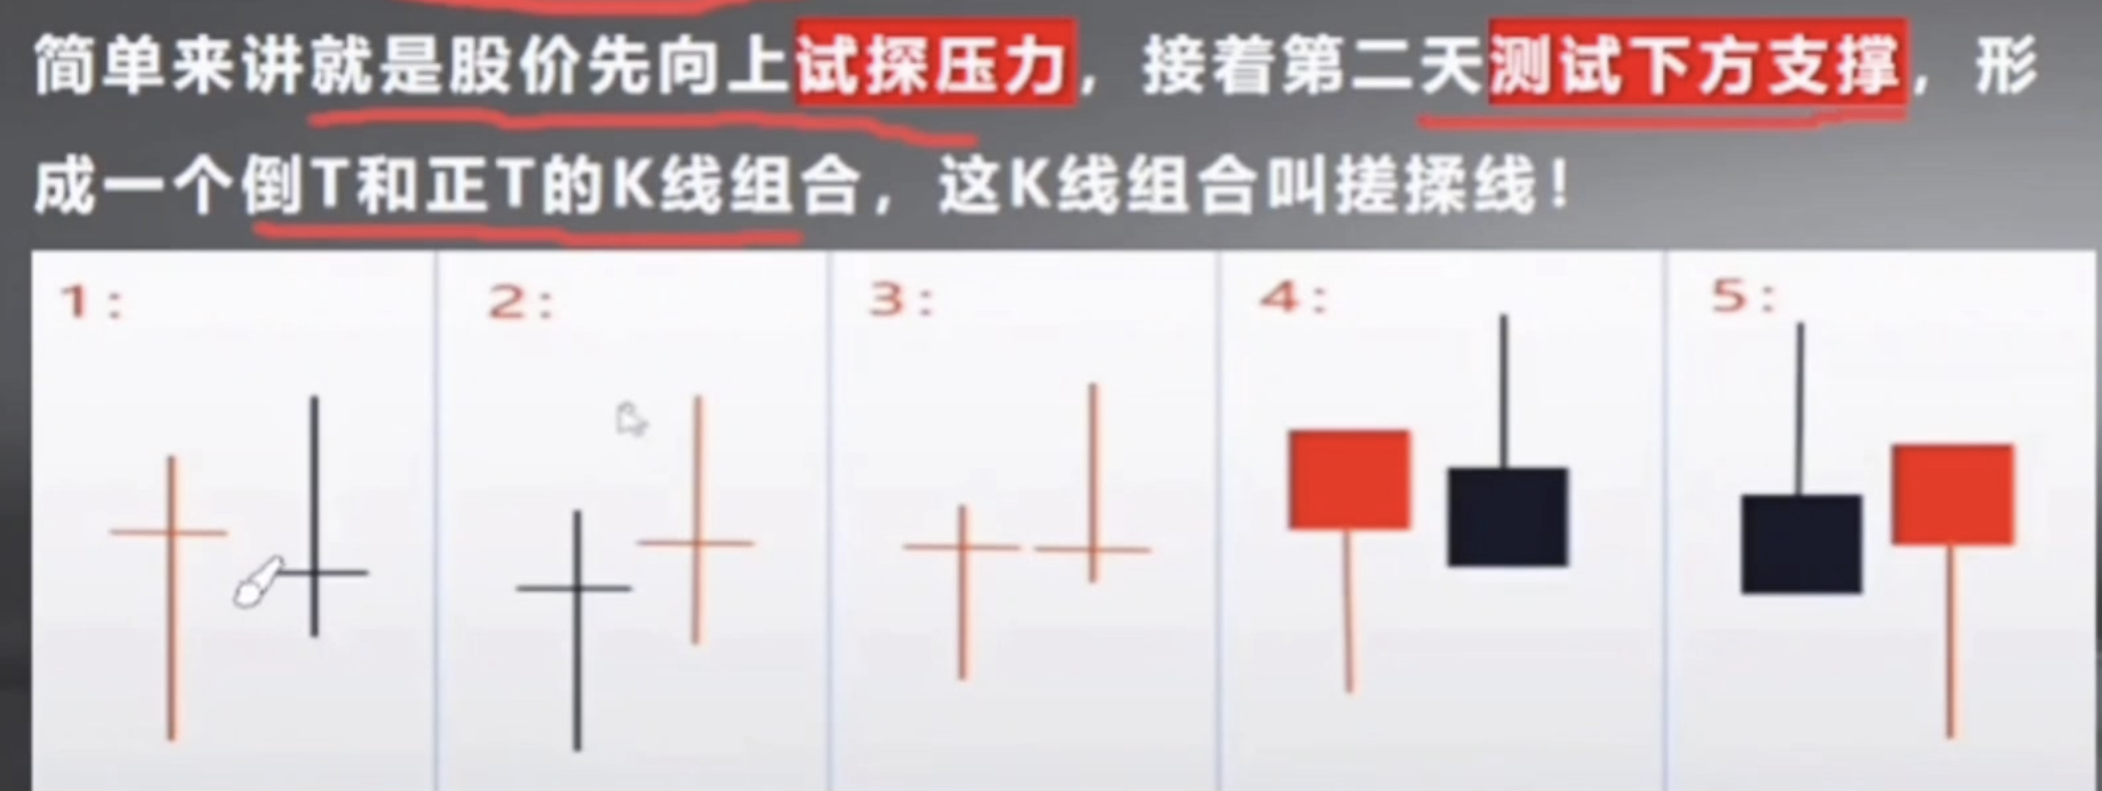 简单来讲就是股价先向上试探压力，接着第二天测试下方支撑，形
成一个倒T和正T的K线组合，这K线组合叫搓揉线！
1: 2: 3: 4: 5: